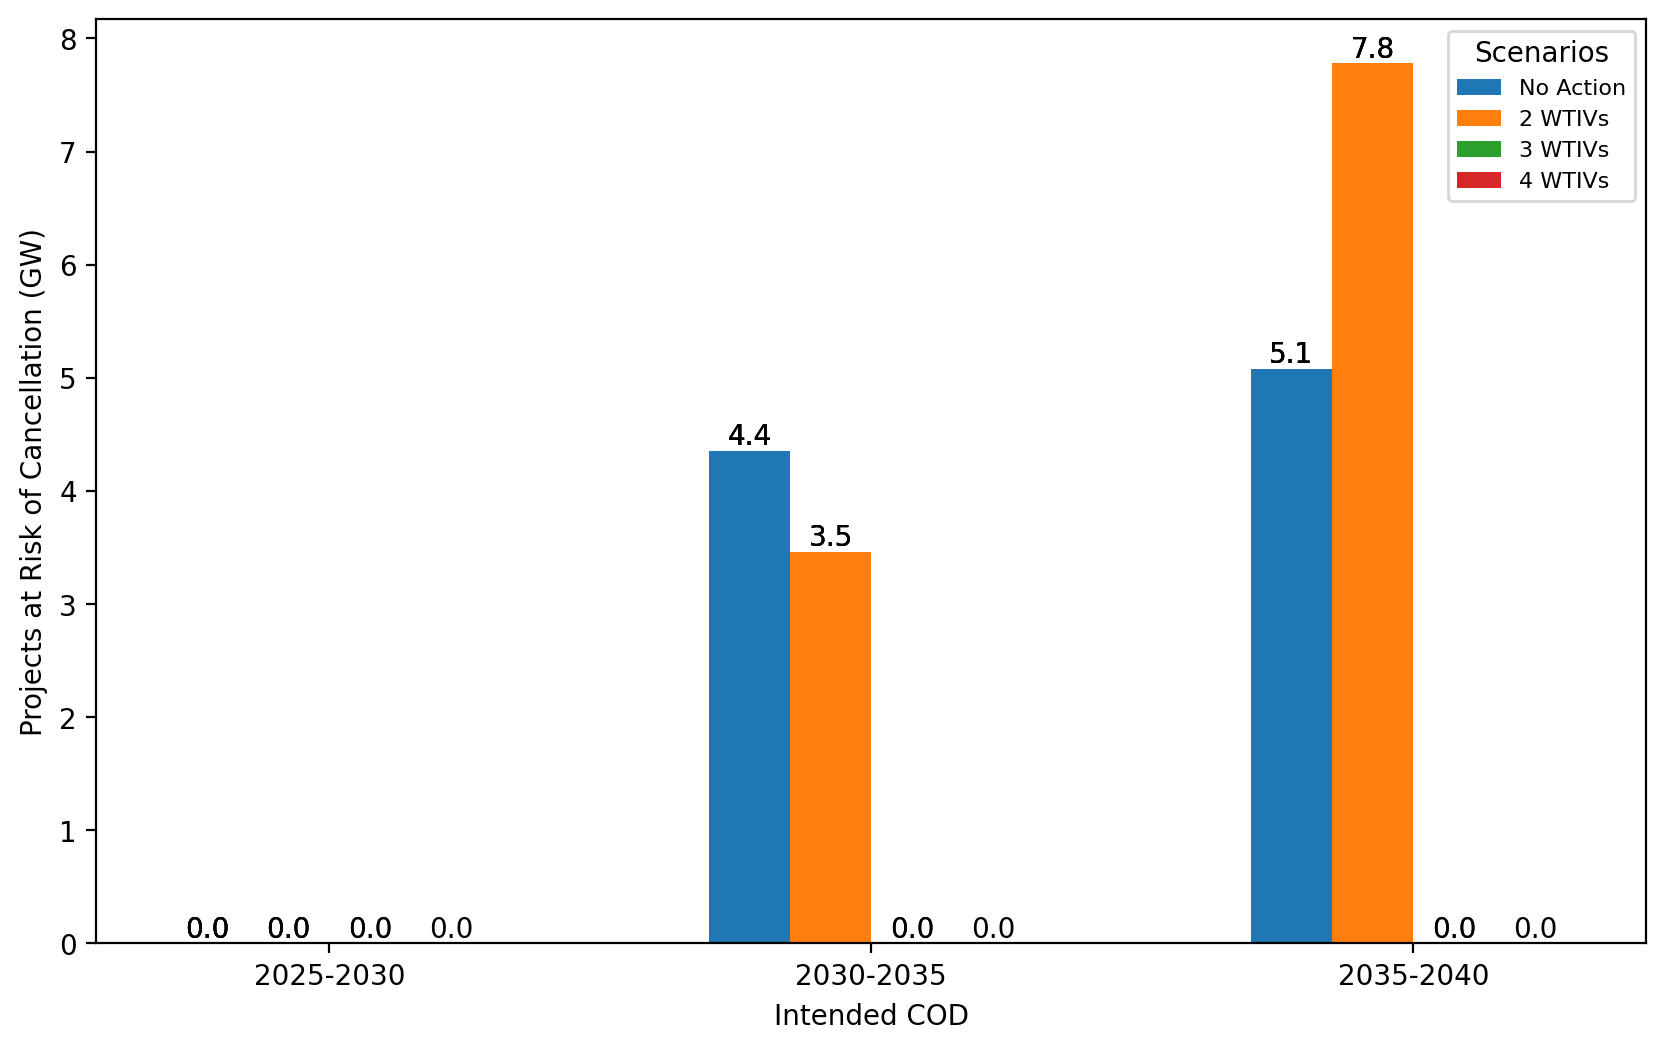 Scenarios
No Action
2 WTIVs
3 WTIVs
4 WTIVs
Projects at Risk of Cancellation (GW)
8
7
6
5
4
3
2
1
0
0.0 0.0 0.0 0.0
4.4 3.5 0.0 0.0
5.1 7.8 0.0 0.0
2025-2030 2030-2035 2035-2040
Intended COD